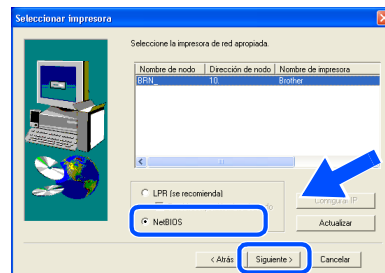 Seleccionar impresora
Seleccione la impresora de red apropiada.
Nombre de nodo Dirección de nodo Nombre de impresora
BRN_ 10. Brother
LPR (se recomienda)
Configurar IP
NetBIOS
Actualizar
< Atrás Siguiente > Cancelar